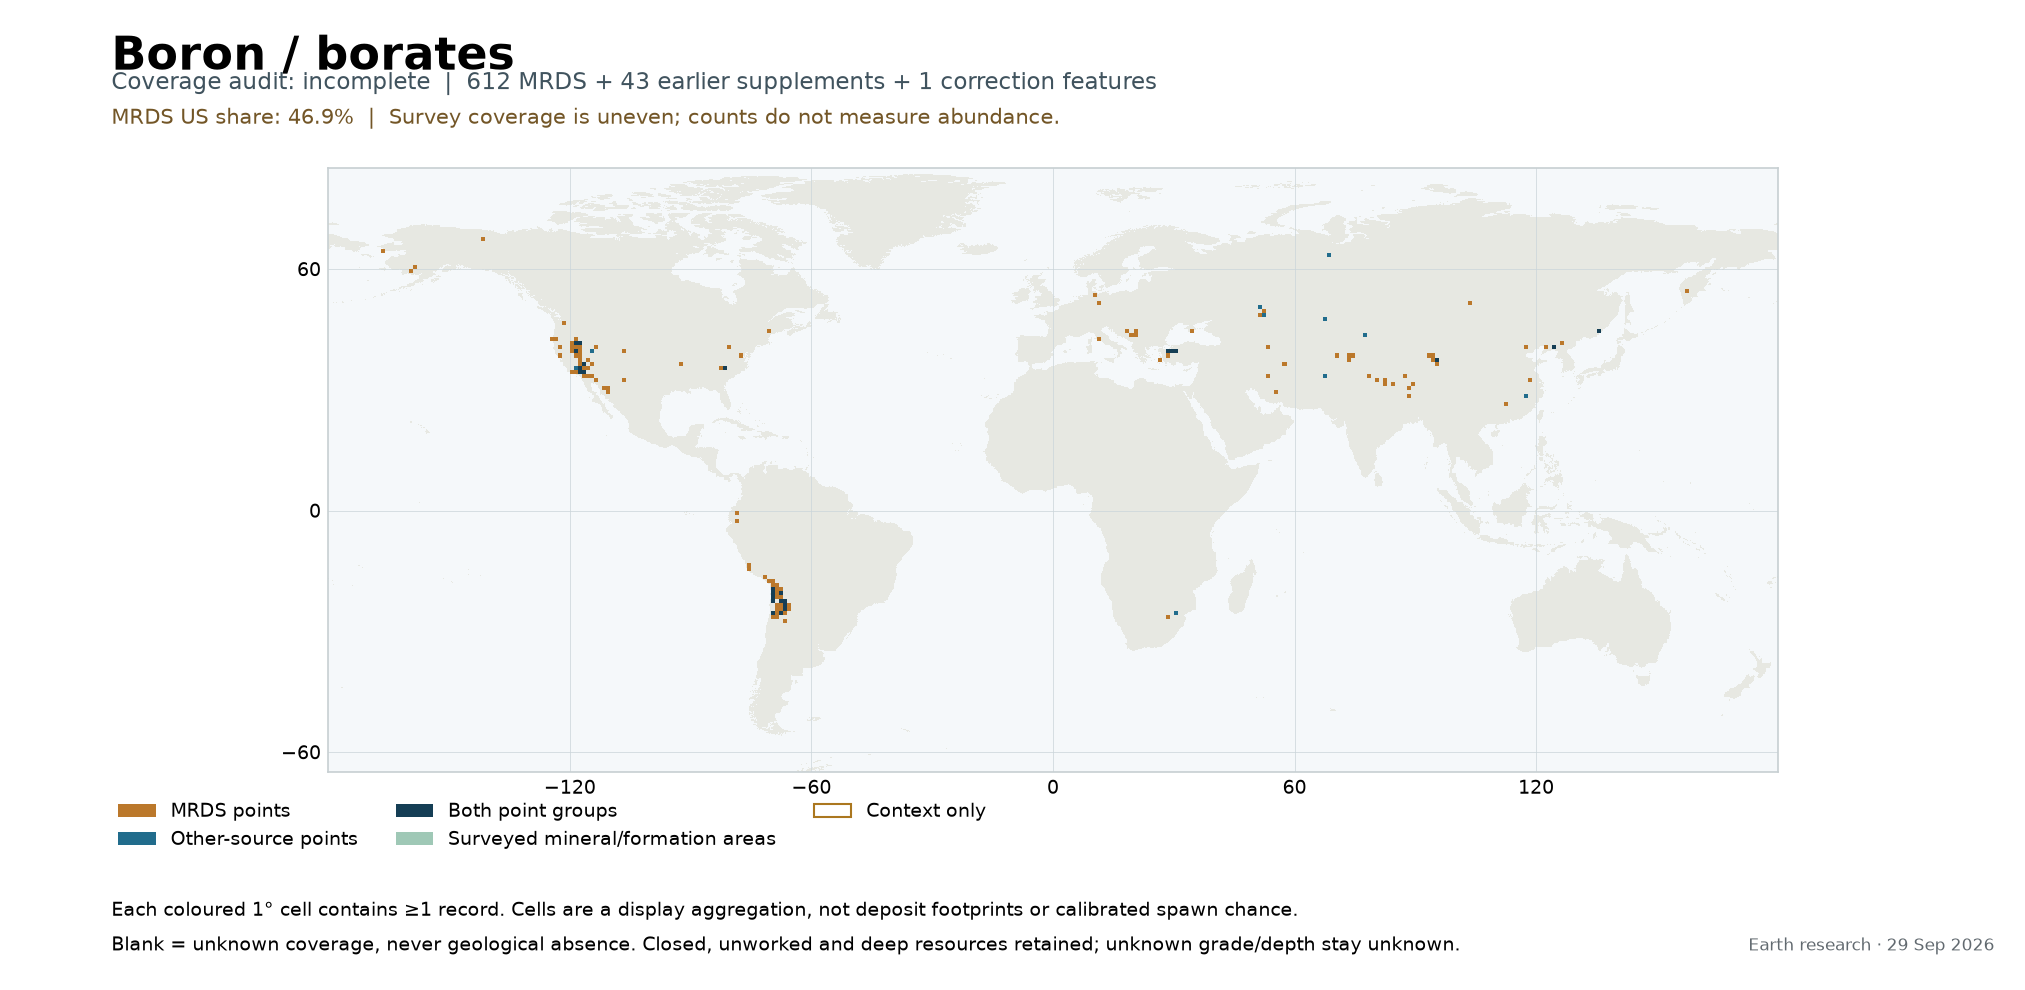 Boron / borates
Coverage audit: incomplete | 612 MRDS + 43 earlier supplements + 1 correction features
MRDS US share: 46.9% | Survey coverage is uneven; counts do not measure abundance.
60
0
−60
−120
−60
0
60
120
MRDS points
Both point groups
Context only
Other-source points
Surveyed mineral/formation areas
Each coloured 1° cell contains ≥1 record. Cells are a display aggregation, not deposit footprints or calibrated spawn chance.
Blank = unknown coverage, never geological absence. Closed, unworked and deep resources retained; unknown grade/depth stay unknown.
Earth research · 29 Sep 2026